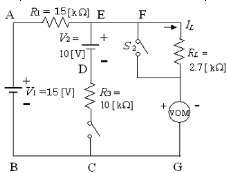 A
R1 = 15 [kΩ]
E
F
IL
V2 =
10 [V]
+
-
S2
RL =
2.7 [kΩ]
D
+
V1 = 15 [V]
-
R3 =
10 [kΩ]
+
VOM
-
B
C
G